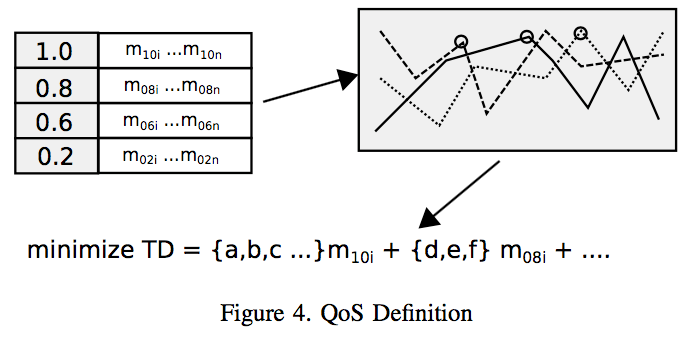 1.0 m10i ...m10n
0.8 m08i ...m08n
0.6 m06i ...m06n
0.2 m02i ...m02n
minimize TD = {a,b,c ...}m10i + {d,e,f} m08i + ....
Figure 4. QoS Definition